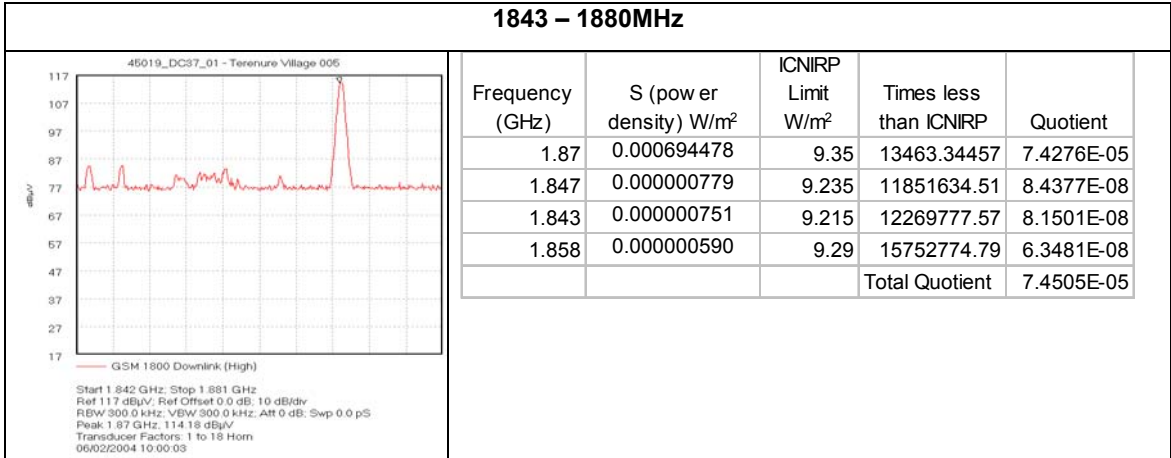 1843 – 1880MHz
45019_DC37_01 - Terenure Village 005
117
107
97
87
77
67
57
47
37
27
17
dBµV
GSM 1800 Downlink (High)
Start 1.842 GHz; Stop 1.881 GHz
Ref 117 dBµV; Ref Offset 0.0 dB; 10 dB/div
RBW 300.0 kHz; VBW 300.0 kHz; Att 0 dB; Swp 0.0 pS
Peak 1.87 GHz, 114.18 dBµV
Transducer Factors: 1 to 18 Horn
06/02/2004 10:00:03
Frequency (GHz) S (pow er density) W/m² ICNIRP Limit W/m² Times less than ICNIRP Quotient
1.87 0.000694478 9.35 13463.34457 7.4276E-05
1.847 0.000000779 9.235 11851634.51 8.4377E-08
1.843 0.000000751 9.215 12269777.57 8.1501E-08
1.858 0.000000590 9.29 15752774.79 6.3481E-08
Total Quotient 7.4505E-05